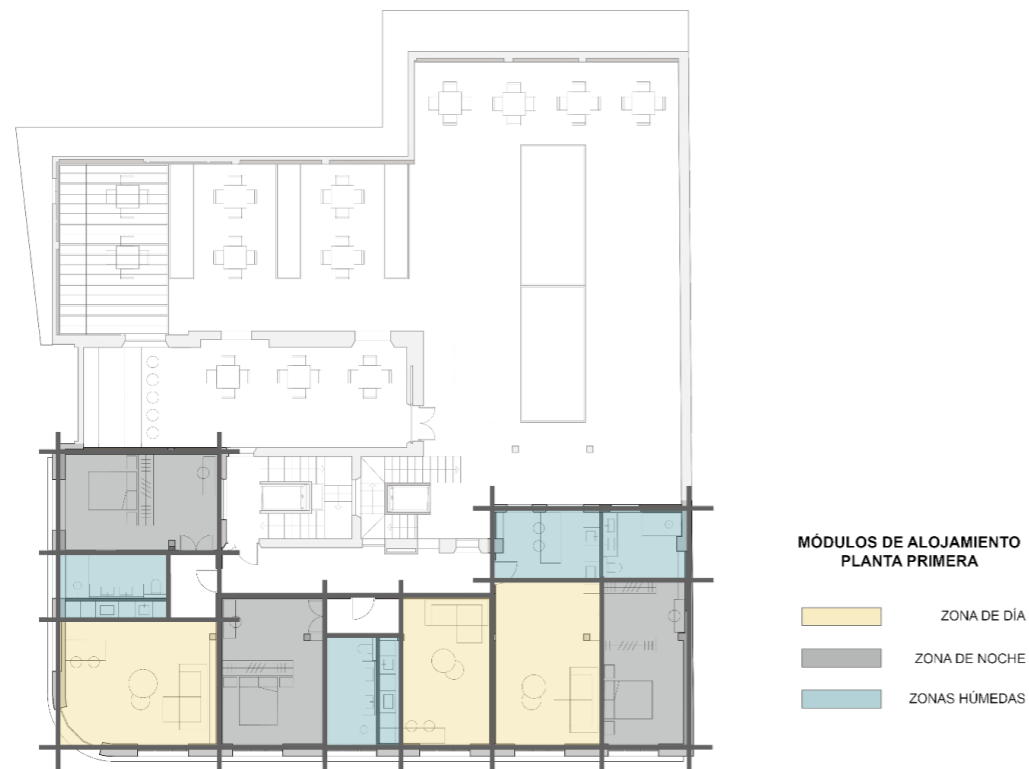 MÓDULOS DE ALOJAMIENTO
PLANTA PRIMERA
ZONA DE DÍA
ZONA DE NOCHE
ZONAS HÚMEDAS